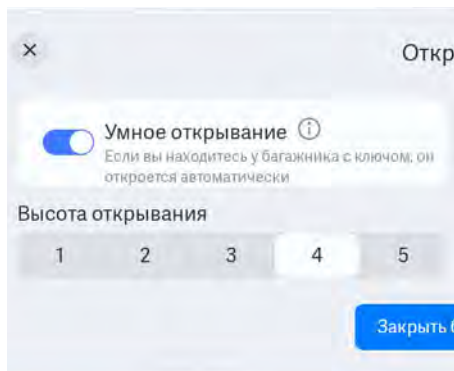 Откр
Умное открывание
Если вы находитесь у багажника с ключом, он
откроется автоматически
Высота открывания
1 2 3 4 5
Закрыть б